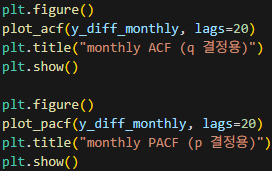 plt.figure()
plot_acf(y_diff_monthly, lags=20)
plt.title("monthly ACF (q 결정용)")
plt.show()
plt.figure()
plot_pacf(y_diff_monthly, lags=20)
plt.title("monthly PACF (p 결정용)")
plt.show()